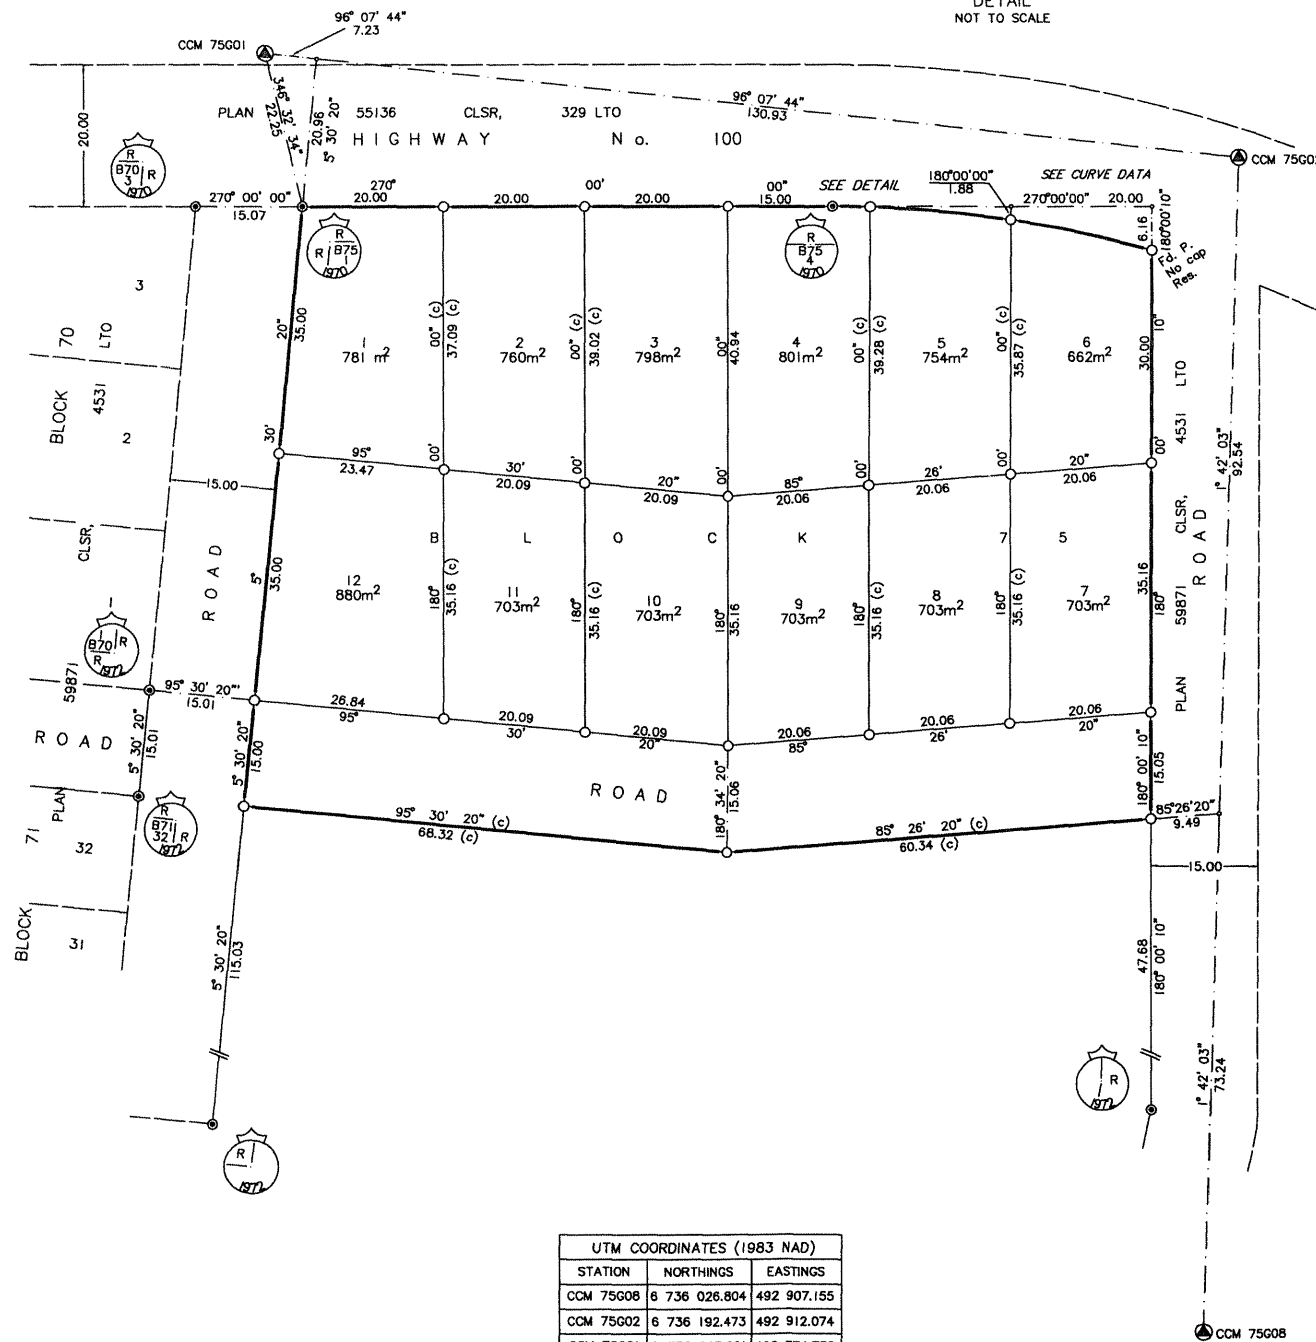 DETAIL
NOT TO SCALE
96° 07' 44"
7.23
CCM 75G01
346° 32' 34"
22.25
20.96
5° 30' 20"
PLAN 55136 CLSR, 329 LTO
HIGHWAY No. 100
96° 07' 44"
130.93
20.00
R
B70 R
3
1970
270° 00' 00"
15.07
270° 00' 00"
20.00 20.00 20.00 15.00
SEE DETAIL
180°00'00"
1.88
SEE CURVE DATA
270°00'00" 20.00
6.16
180°00'10"
Fd. P.
No cap
Res.
R R
B75
1
1970
R
B75
4
1970
3
70
LTO
BLOCK
4531
2
20"
35.00
30'
1
781 m²
00" (c)
37.09 (c)
2
760m²
00" (c)
39.02 (c)
3
798m²
00"
40.94
4
801m²
00" (c)
39.28 (c)
5
754m²
00" (c)
35.87 (c)
6
662m²
30.00
10"
4531 LTO
1° 42' 03"
92.54
00' 00' 00' 00' 00' 00'
95° 30' 20" 85° 26' 20"
23.47 20.09 20.09 20.06 20.06 20.06
15.00
BLOCK 75
CLSR,
ROAD
5°
35.00
12
880m²
180°
35.16 (c)
11
703m²
180°
35.16 (c)
10
703m²
180°
35.16
9
703m²
180°
35.16 (c)
8
703m²
180°
35.16 (c)
7
703m²
35.16
180°
PLAN 59871 CLSR,
ROAD
1
B70 R
R
1972
59871
95° 30' 20"
15.01
26.84 20.09 20.09 20.06 20.06 20.06
95° 30' 20" 85° 26' 20"
ROAD
5° 30' 20"
15.01
5° 30' 20"
15.00
ROAD
180° 34' 20"
15.06
180° 00' 10"
15.05
85°26'20"
9.49
95° 30' 20" (c)
68.32 (c)
85° 26' 20" (c)
60.34 (c)
R
B71
32 R
1972
71
PLAN
32
BLOCK
31
15.00
5° 30' 20"
115.03
47.68
180° 00' 10"
R
1972
1° 42' 03"
73.24
R
1972
UTM COORDINATES (1983 NAD)
STATION NORTHINGS EASTINGS
CCM 75G08 6 736 026.804 492 907.155
CCM 75G02 6 736 192.473 492 912.074
CCM 75G08